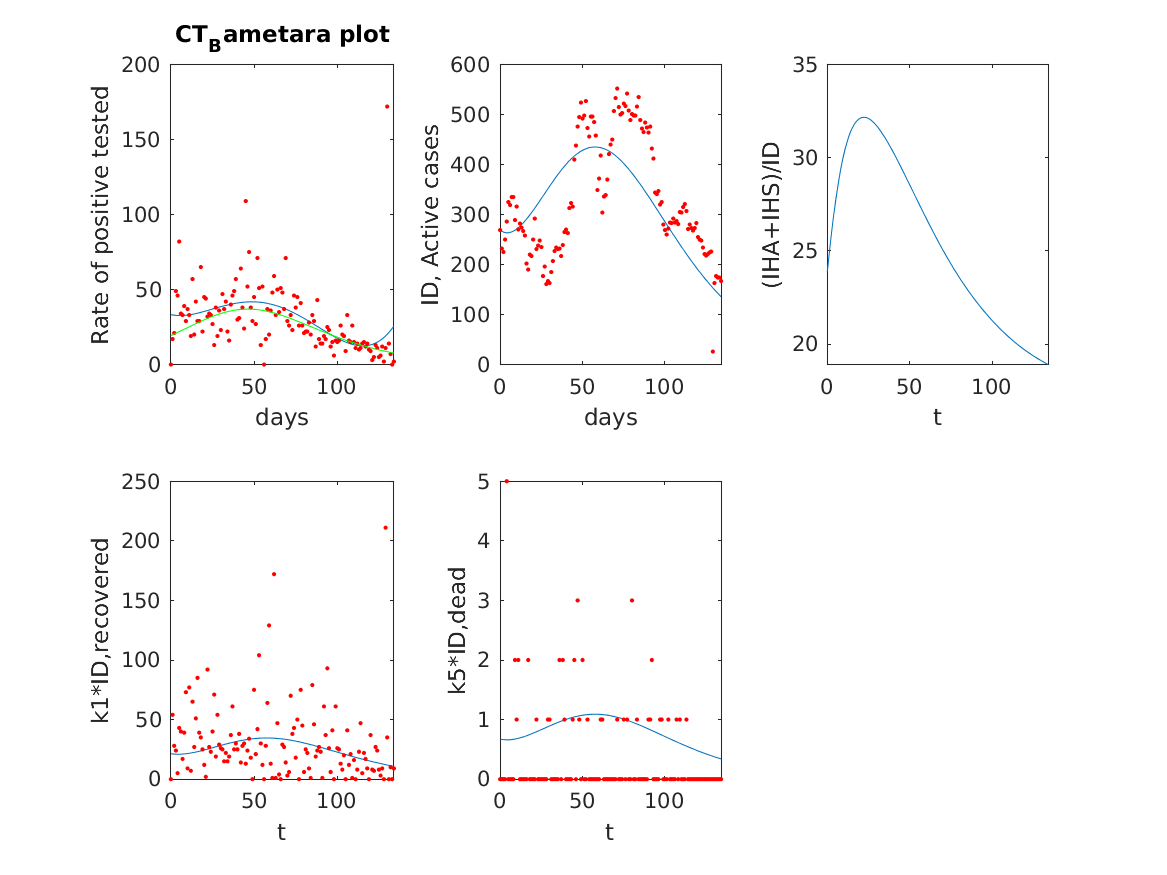 CT_Bametara plot
200
150
100
50
0
0 50 100
Rate of positive tested
days
600
500
400
300
200
100
0
0 50 100
ID, Active cases
days
35
30
25
20
0 50 100
(IHA+IHS)/ID
t
250
200
150
100
50
0
0 50 100
k1*ID,recovered
t
5
4
3
2
1
0
0 50 100
k5*ID,dead
t